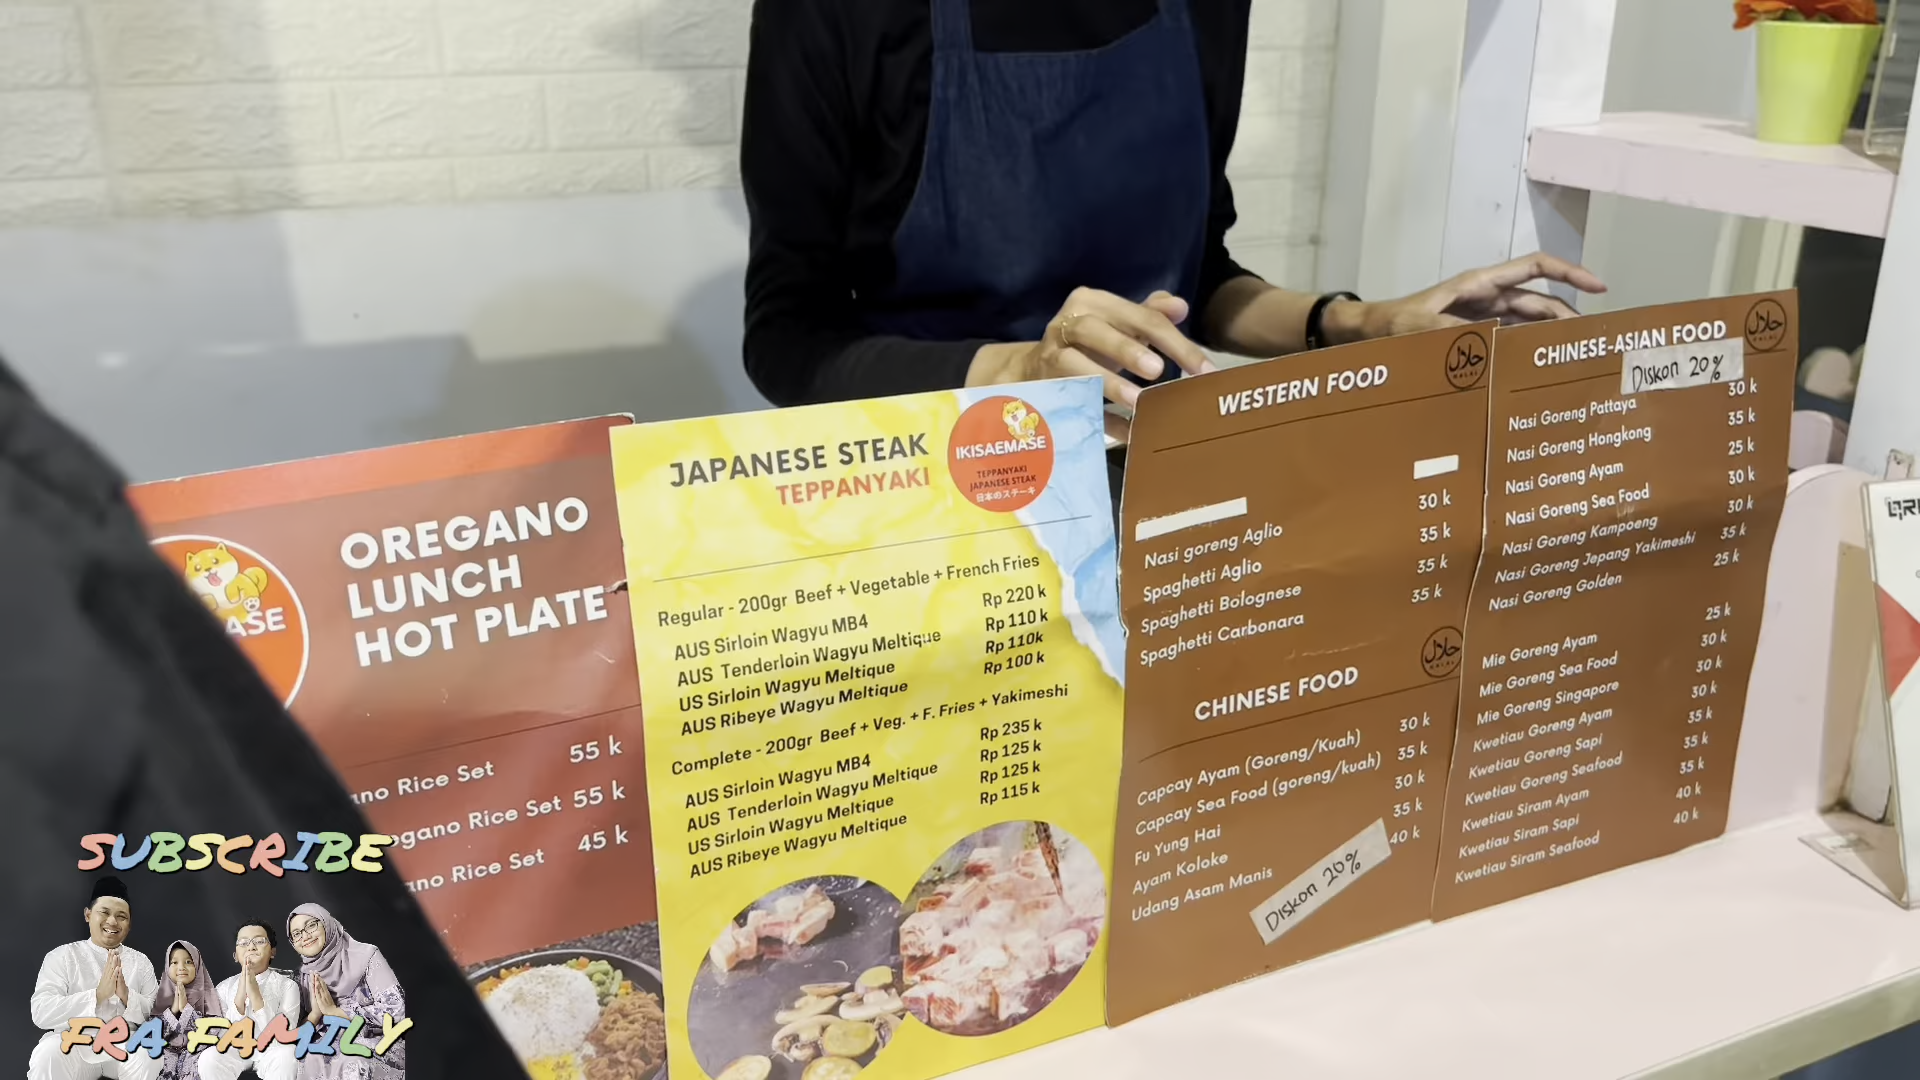 OREGANO
LUNCH
HOT PLATE
ano Rice Set 55 k
egano Rice Set 55 k
ano Rice Set 45 k
JAPANESE STEAK
TEPPANYAKI
IKISAEMASE
TEPPANYAKI
JAPANESE STEAK
日本のステーキ
Regular - 200gr Beef + Vegetable + French Fries
AUS Sirloin Wagyu MB4 Rp 220 k
AUS Tenderloin Wagyu Meltique Rp 110 k
US Sirloin Wagyu Meltique Rp 110k
AUS Ribeye Wagyu Meltique Rp 100 k
Complete - 200gr Beef + Veg. + F. Fries + Yakimeshi
AUS Sirloin Wagyu MB4 Rp 235 k
AUS Tenderloin Wagyu Meltique Rp 125 k
US Sirloin Wagyu Meltique Rp 125 k
AUS Ribeye Wagyu Meltique Rp 115 k
WESTERN FOOD
حلال
HALAL
Nasi goreng Aglio 30 k
Spaghetti Aglio 35 k
Spaghetti Bolognese 35 k
Spaghetti Carbonara 35 k
CHINESE FOOD
حلال
HALAL
Capcay Ayam (Goreng/Kuah) 30 k
Capcay Sea Food (goreng/kuah) 35 k
Fu Yung Hai 30 k
Ayam Koloke 35 k
Udang Asam Manis 40 k
Diskon 20%
CHINESE-ASIAN FOOD
حلال
HALAL
Diskon 20%
Nasi Goreng Pattaya 30 k
Nasi Goreng Hongkong 35 k
Nasi Goreng Ayam 25 k
Nasi Goreng Sea Food 30 k
Nasi Goreng Kampoeng 30 k
Nasi Goreng Jepang Yakimeshi 35 k
Nasi Goreng Golden 25 k
Mie Goreng Ayam 25 k
Mie Goreng Sea Food 30 k
Mie Goreng Singapore 30 k
Kwetiau Goreng Ayam 30 k
Kwetiau Goreng Sapi 35 k
Kwetiau Goreng Seafood 35 k
Kwetiau Siram Ayam 35 k
Kwetiau Siram Sapi 40 k
Kwetiau Siram Seafood 40 k
SUBSCRIBE
FRA FAMILY